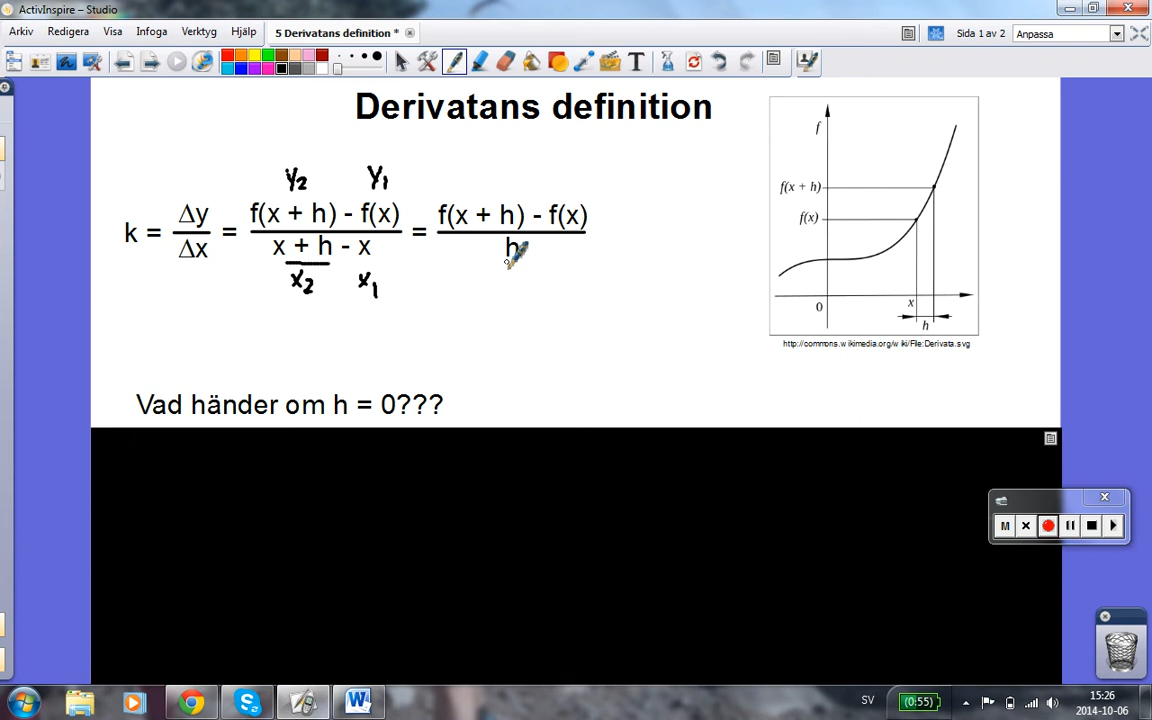 ActivInspire – Studio
Arkiv Redigera Visa Infoga Verktyg Hjälp 5 Derivatans definition * Sida 1 av 2 Anpassa
Derivatans definition
y₂ y₁
k = Δy/Δx = f(x + h) - f(x)/x + h - x = f(x + h) - f(x)/h
x₂ x₁
f
f(x + h)
f(x)
0 x
h
http://commons.wikimedia.org/wiki/File:Derivata.svg
Vad händer om h = 0???
M
SV (0:55) 15:26
2014-10-06